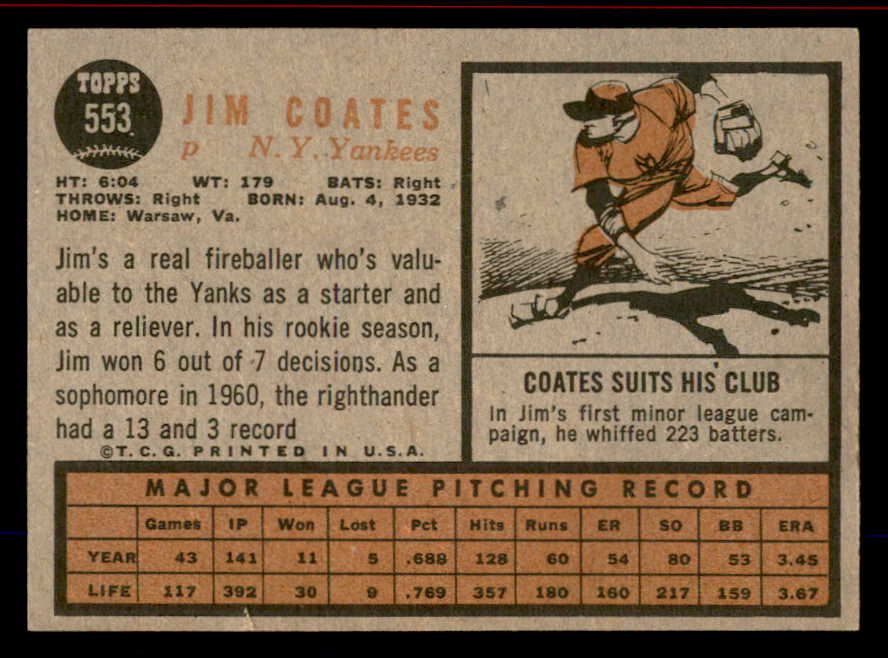 TOPPS
553
JIM COATES
P N.Y. Yankees
HT: 6:04 WT: 179 BATS: Right
THROWS: Right BORN: Aug. 4, 1932
HOME: Warsaw, Va.
Jim's a real fireballer who's valu-
able to the Yanks as a starter and
as a reliever. In his rookie season,
Jim won 6 out of 7 decisions. As a
sophomore in 1960, the righthander
had a 13 and 3 record
©T.C.G. PRINTED IN U.S.A.
COATES SUITS HIS CLUB
In Jim's first minor league cam-
paign, he whiffed 223 batters.
MAJOR LEAGUE PITCHING RECORD
Games IP Won Lost Pct Hits Runs ER SO BB ERA
YEAR 43 141 11 5 .688 128 60 54 80 53 3.45
LIFE 117 392 30 9 .769 357 180 160 217 159 3.67